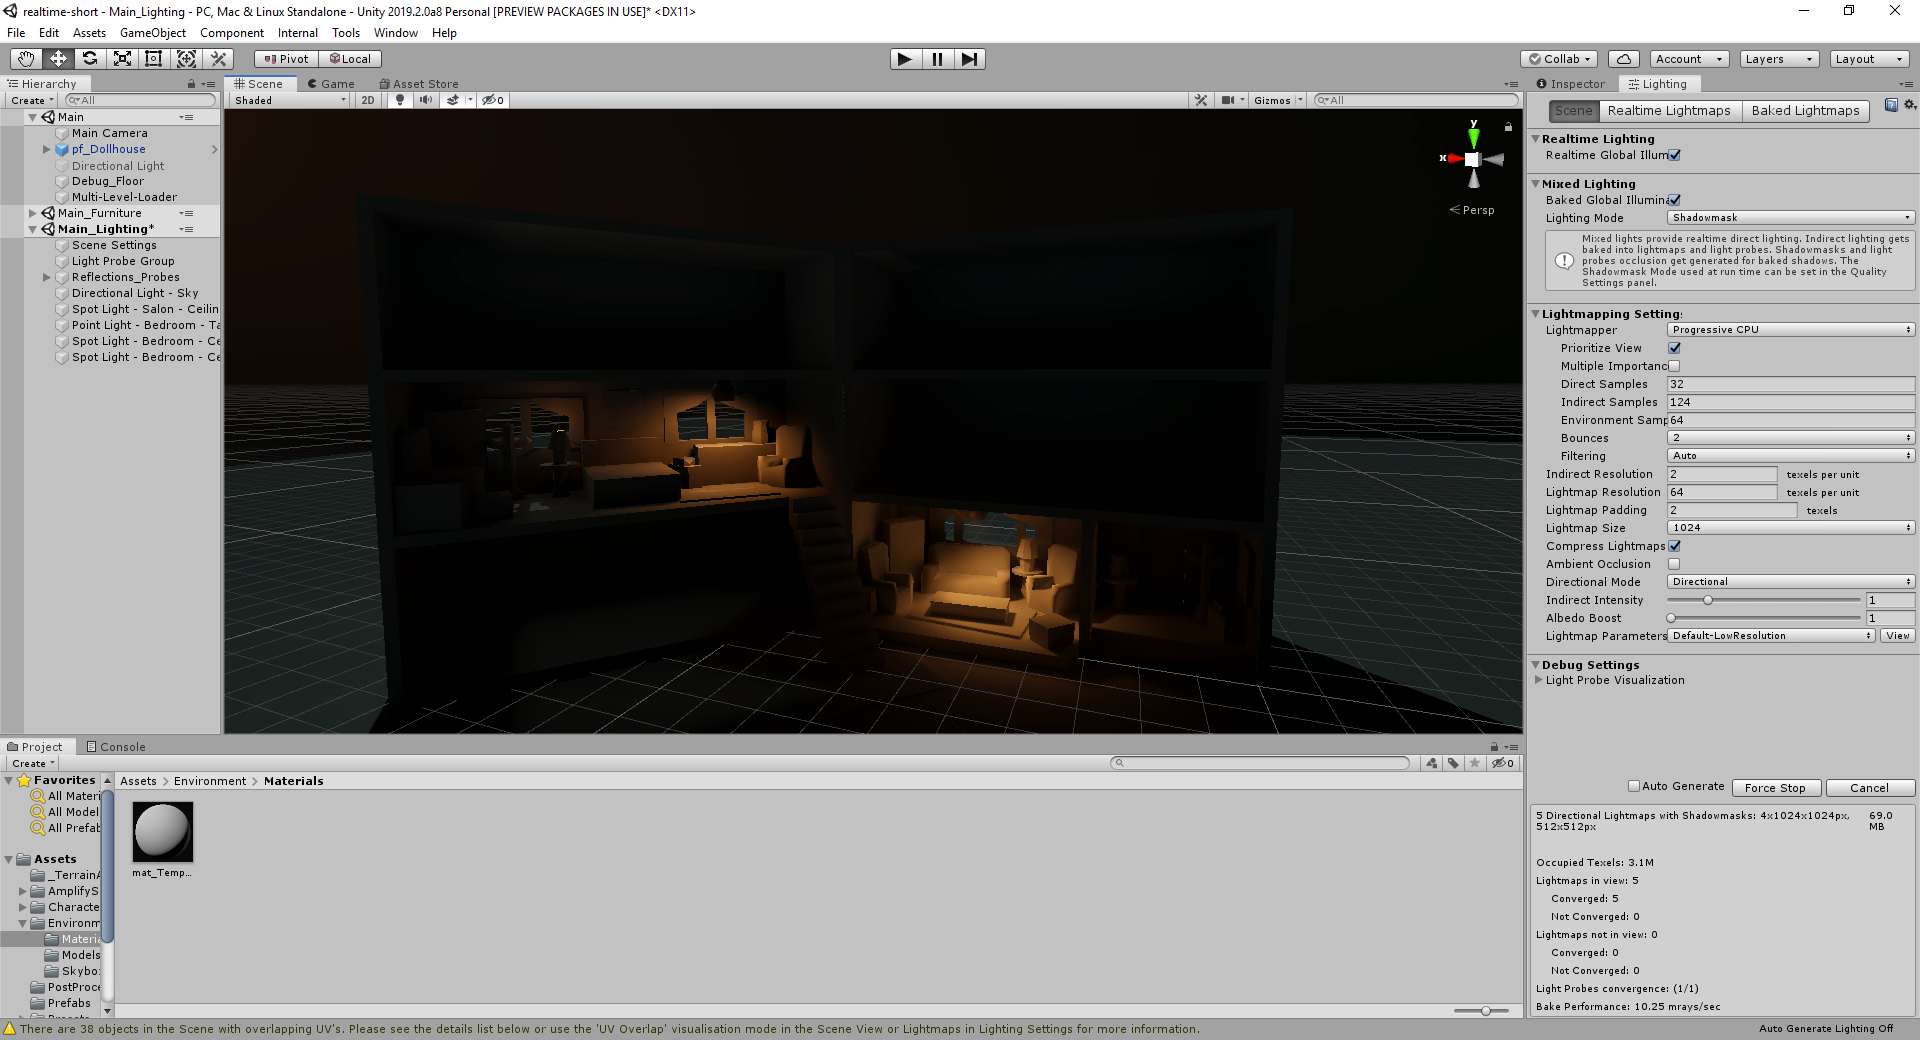 realtime-short - Main_Lighting - PC, Mac & Linux Standalone - Unity 2019.2.0a8 Personal [PREVIEW PACKAGES IN USE]* <DX11>
File Edit Assets GameObject Component Internal Tools Window Help
Pivot Local
Collab Account Layers Layout
Hierarchy
Create All
Main
Main Camera
pf_Dollhouse
Directional Light
Debug_Floor
Multi-Level-Loader
Main_Furniture
Main_Lighting*
Scene Settings
Light Probe Group
Reflections_Probes
Directional Light - Sky
Spot Light - Salon - Ceilin
Point Light - Bedroom - Ta
Spot Light - Bedroom - Ce
Spot Light - Bedroom - Ce
Scene Game Asset Store
Shaded 2D 0 Gizmos All
y
x
Persp
Inspector Lighting
Scene Realtime Lightmaps Baked Lightmaps
Realtime Lighting
Realtime Global Illum
Mixed Lighting
Baked Global Illumina
Lighting Mode Shadowmask
Mixed lights provide realtime direct lighting. Indirect lighting gets
baked into lightmaps and light probes. Shadowmasks and light
probes occlusion get generated for baked shadows. The
Shadowmask Mode used at run time can be set in the Quality
Settings panel.
Lightmapping Settings
Lightmapper Progressive CPU
Prioritize View
Multiple Importanc
Direct Samples 32
Indirect Samples 124
Environment Samp 64
Bounces 2
Filtering Auto
Indirect Resolution 2 texels per unit
Lightmap Resolution 64 texels per unit
Lightmap Padding 2 texels
Lightmap Size 1024
Compress Lightmaps
Ambient Occlusion
Directional Mode Directional
Indirect Intensity 1
Albedo Boost 1
Lightmap Parameters Default-LowResolution View
Debug Settings
Light Probe Visualization
Auto Generate Force Stop Cancel
5 Directional Lightmaps with Shadowmasks: 4x1024x1024px, 69.0
512x512px MB
Occupied Texels: 3.1M
Lightmaps in view: 5
Converged: 5
Not Converged: 0
Lightmaps not in view: 0
Converged: 0
Not Converged: 0
Light Probes convergence: (1/1)
Bake Performance: 10.25 mrays/sec
Project Console
Create 0
Favorites
All Materi
All Model
All Prefab
Assets
_TerrainA
AmplifyS
Characte
Environm
Materia
Models
Skybo
PostProce
Prefabs
Assets > Environment > Materials
mat_Temp...
There are 38 objects in the Scene with overlapping UV's. Please see the details list below or use the 'UV Overlap' visualisation mode in the Scene View or Lightmaps in Lighting Settings for more information.
Auto Generate Lighting Off